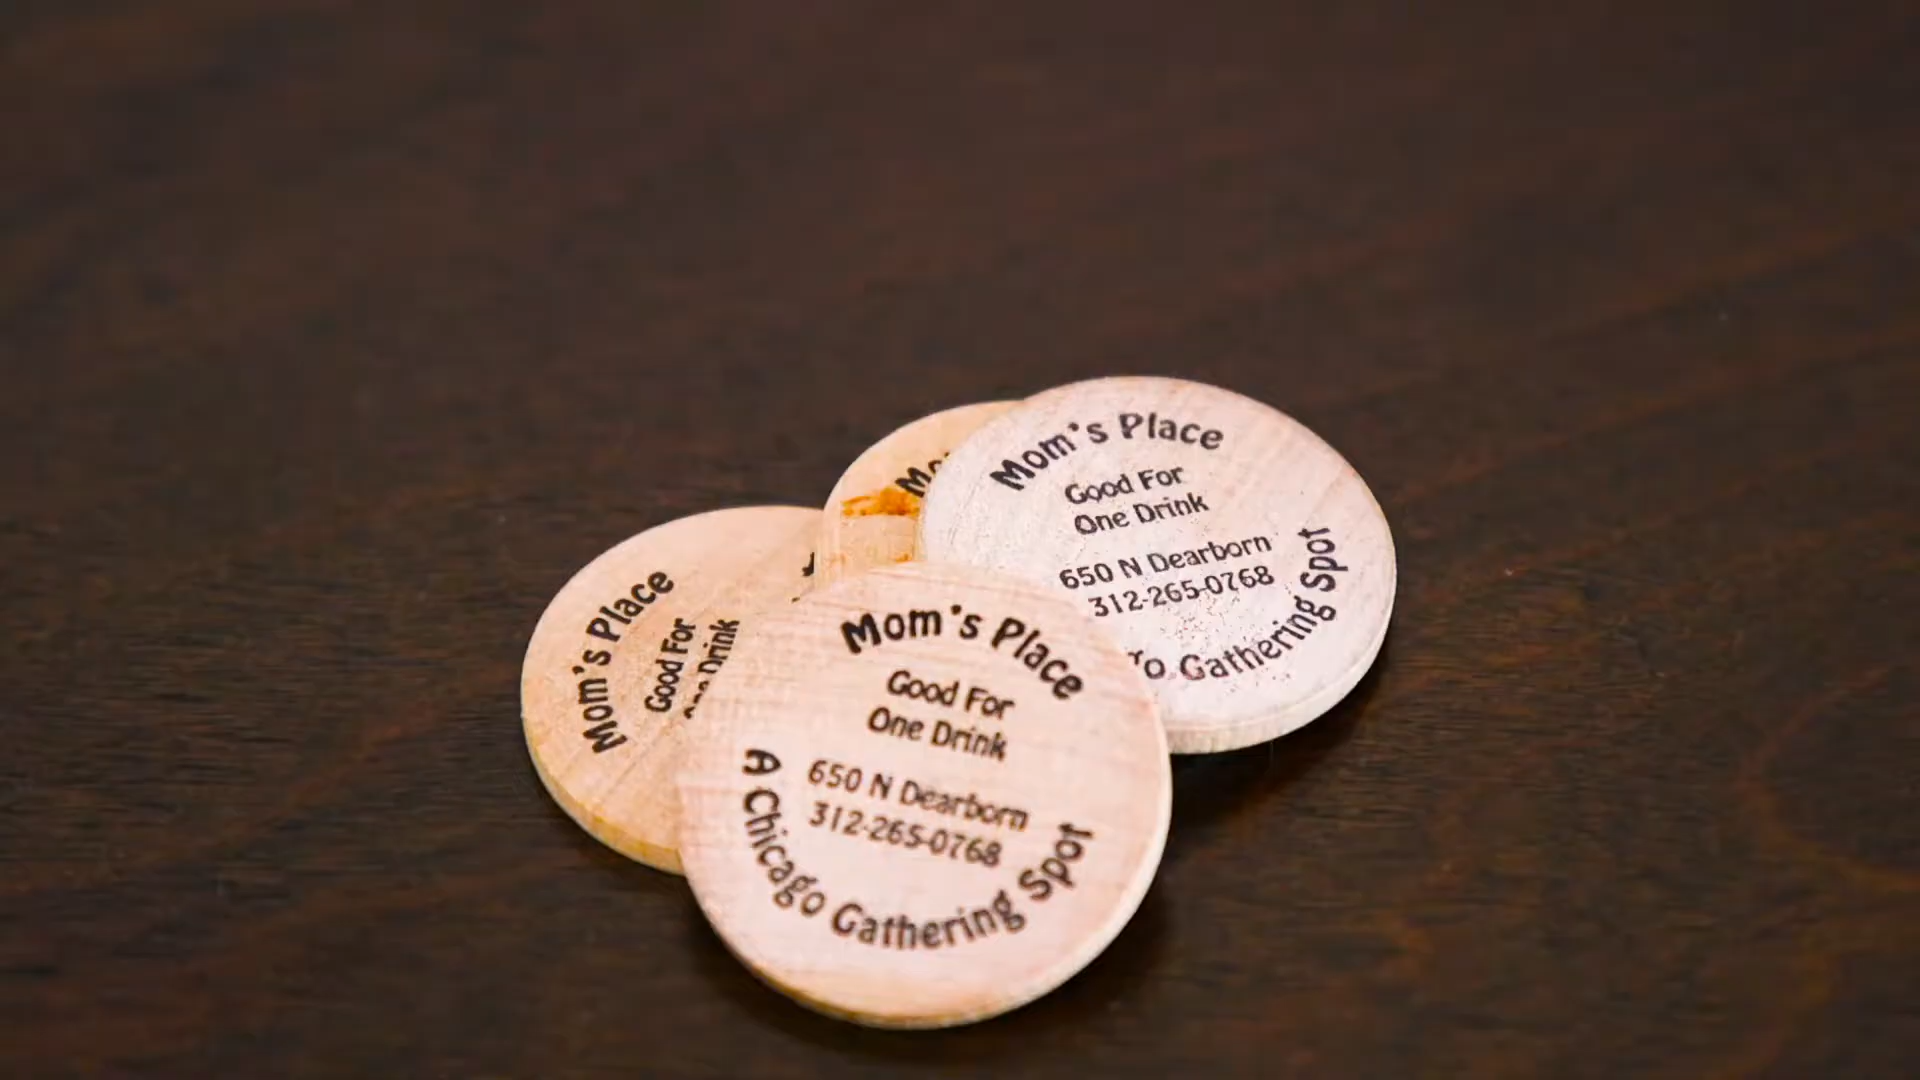 Mom's Place
Good For
One Drink
650 N Dearborn
312-265-0768
Gathering Spot
Mom's Place
Good For
Drink
Mom's Place
Good For
One Drink
650 N Dearborn
312-265-0768
A Chicago Gathering Spot